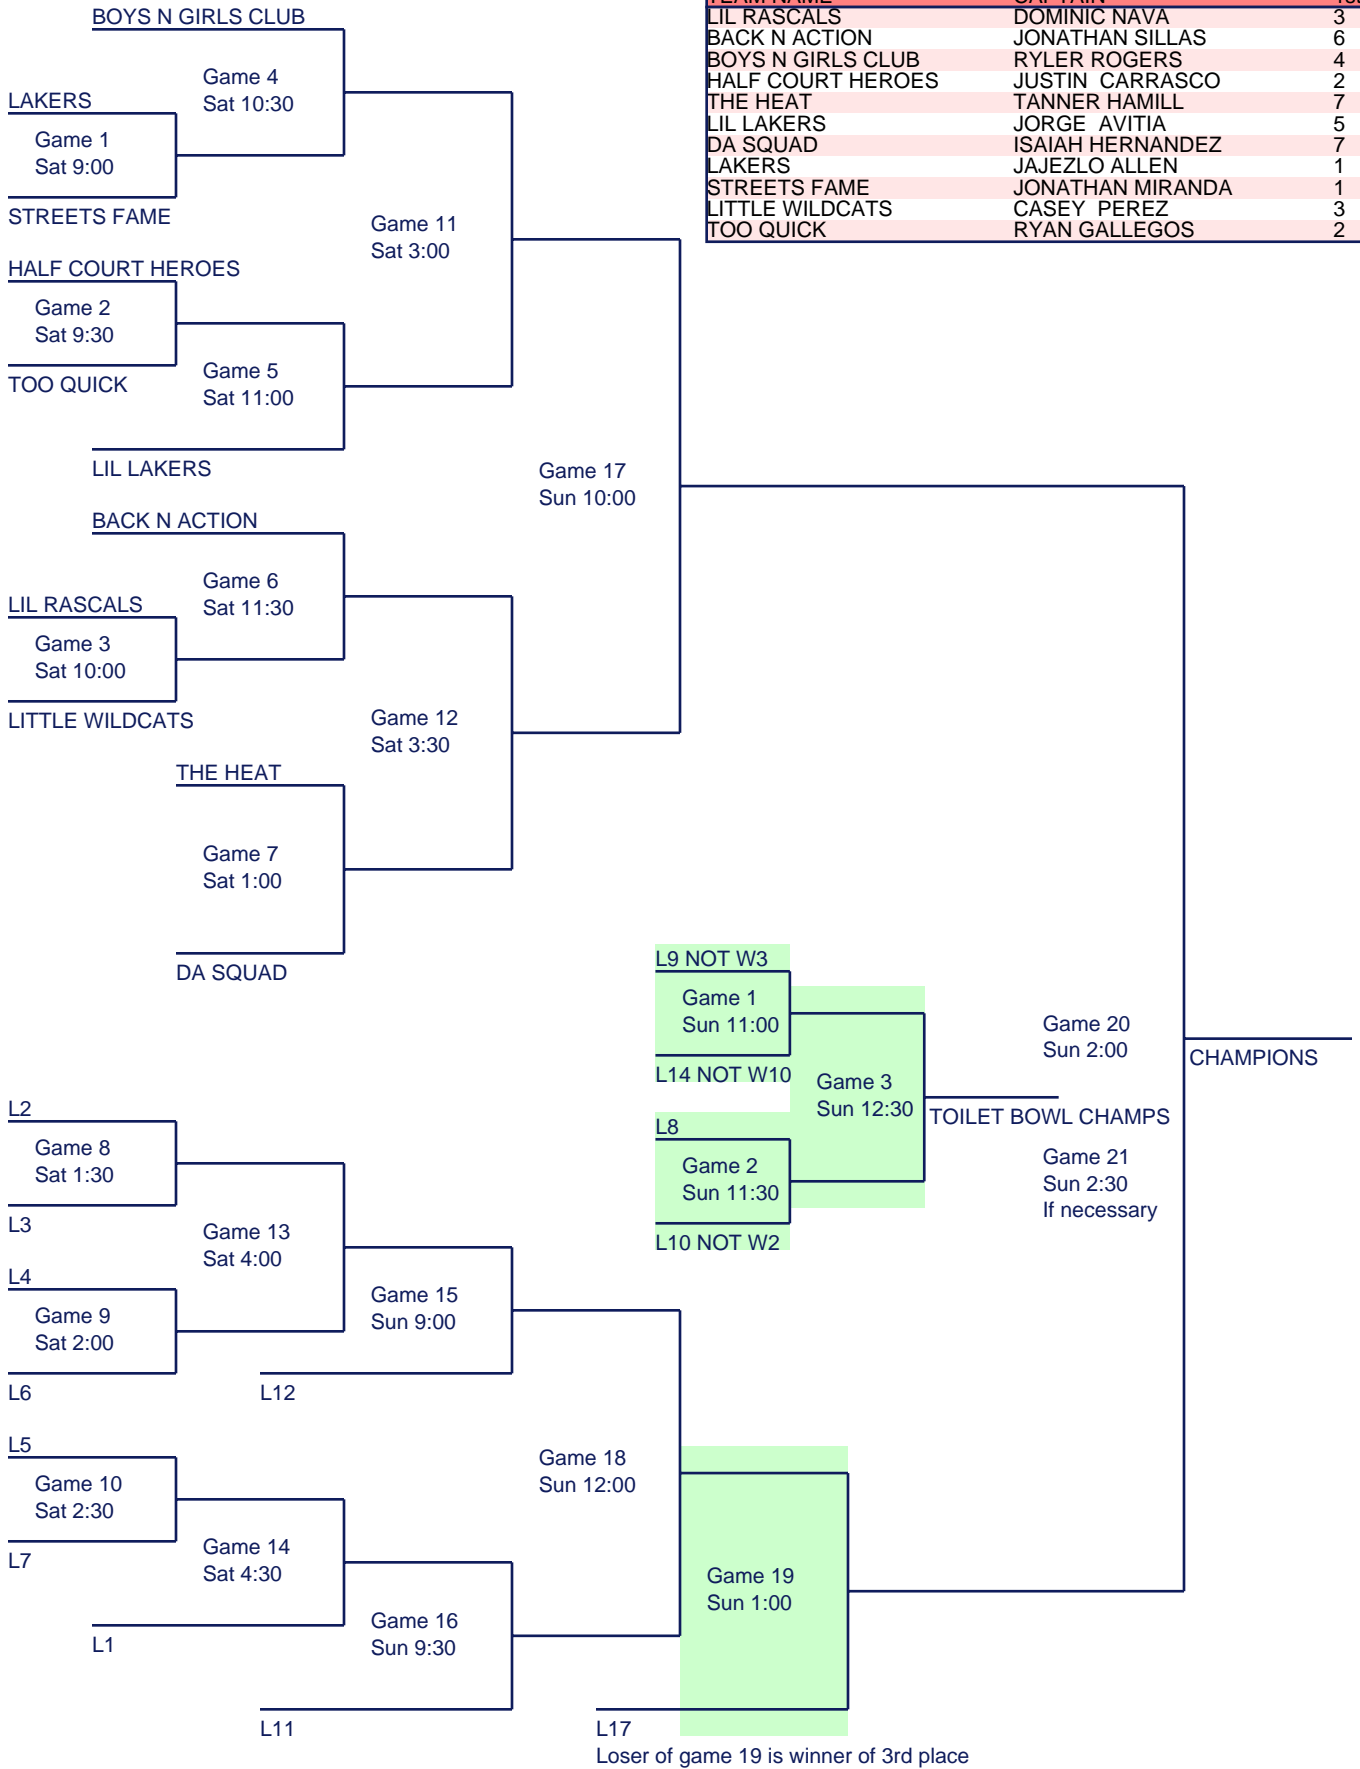 BOYS N GIRLS CLUB
Game 4
Sat 10:30
LAKERS
Game 1
Sat 9:00
STREETS FAME
Game 11
Sat 3:00
HALF COURT HEROES
Game 2
Sat 9:30
TOO QUICK
Game 5
Sat 11:00
LIL LAKERS
Game 17
Sun 10:00
BACK N ACTION
Game 6
Sat 11:30
LIL RASCALS
Game 3
Sat 10:00
LITTLE WILDCATS
Game 12
Sat 3:30
THE HEAT
Game 7
Sat 1:00
DA SQUAD
TEAM NAME CAPTAIN
LIL RASCALS DOMINIC NAVA 3
BACK N ACTION JONATHAN SILLAS 6
BOYS N GIRLS CLUB RYLER ROGERS 4
HALF COURT HEROES JUSTIN CARRASCO 2
THE HEAT TANNER HAMILL 7
LIL LAKERS JORGE AVITIA 5
DA SQUAD ISAIAH HERNANDEZ 7
LAKERS JAJEZLO ALLEN 1
STREETS FAME JONATHAN MIRANDA 1
LITTLE WILDCATS CASEY PEREZ 3
TOO QUICK RYAN GALLEGOS 2
L9 NOT W3
Game 1
Sun 11:00
L14 NOT W10
Game 3
Sun 12:30
L8
Game 2
Sun 11:30
L10 NOT W2
TOILET BOWL CHAMPS
Game 20
Sun 2:00
CHAMPIONS
Game 21
Sun 2:30
If necessary
L2
Game 8
Sat 1:30
L3
Game 13
Sat 4:00
L4
Game 9
Sat 2:00
L6
Game 15
Sun 9:00
L12
L5
Game 10
Sat 2:30
L7
Game 14
Sat 4:30
L1
Game 16
Sun 9:30
L11
Game 18
Sun 12:00
Game 19
Sun 1:00
L17
Loser of game 19 is winner of 3rd place